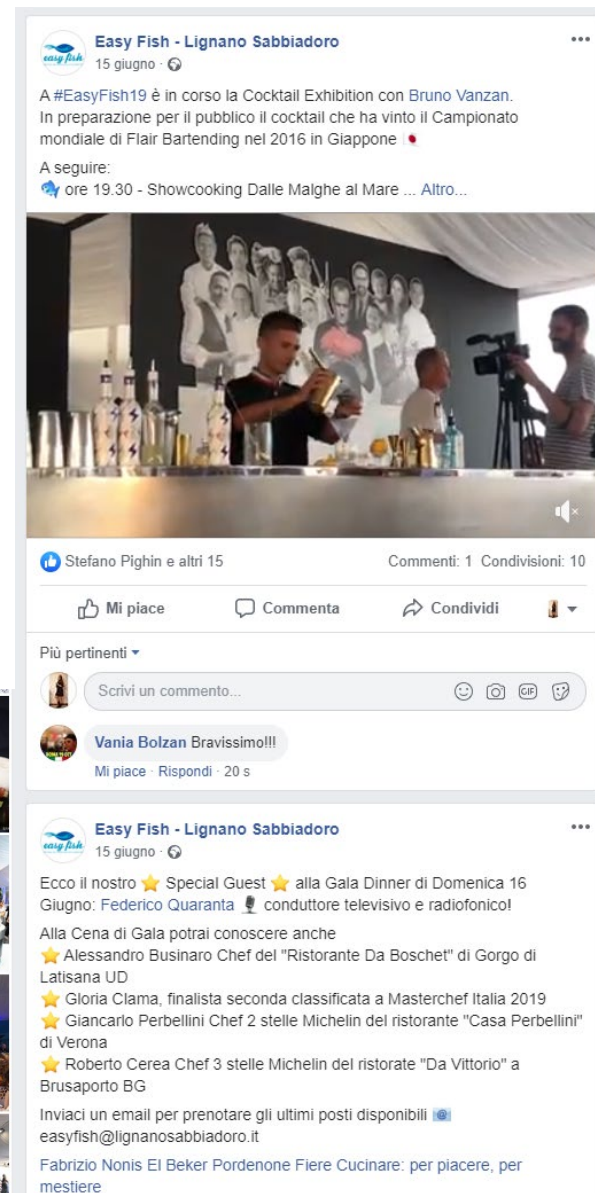 Easy Fish - Lignano Sabbiadoro
15 giugno ·
easy fish
A #EasyFish19 è in corso la Cocktail Exhibition con Bruno Vanzan.
In preparazione per il pubblico il cocktail che ha vinto il Campionato
mondiale di Flair Bartending nel 2016 in Giappone
A seguire:
ore 19.30 - Showcooking Dalle Malghe al Mare ... Altro...
Stefano Pighin e altri 15
Commenti: 1 Condivisioni: 10
Mi piace
Commenta
Condividi
Più pertinenti
Scrivi un commento...
GIF
Vania Bolzan Bravissimo!!!
Mi piace · Rispondi · 20 s
Easy Fish - Lignano Sabbiadoro
15 giugno ·
easy fish
Ecco il nostro ⭐ Special Guest ⭐ alla Gala Dinner di Domenica 16
Giugno: Federico Quaranta 🎙 conduttore televisivo e radiofonico!
Alla Cena di Gala potrai conoscere anche
⭐ Alessandro Businaro Chef del "Ristorante Da Boschet" di Gorgo di
Latisana UD
⭐ Gloria Clama, finalista seconda classificata a Masterchef Italia 2019
⭐ Giancarlo Perbellini Chef 2 stelle Michelin del ristorante "Casa Perbellini"
di Verona
⭐ Roberto Cerea Chef 3 stelle Michelin del ristorate "Da Vittorio" a
Brusaporto BG
Inviaci un email per prenotare gli ultimi posti disponibili 📧
easyfish@lignanosabbiadoro.it
Fabrizio Nonis El Beker Pordenone Fiere Cucinare: per piacere, per
mestiere